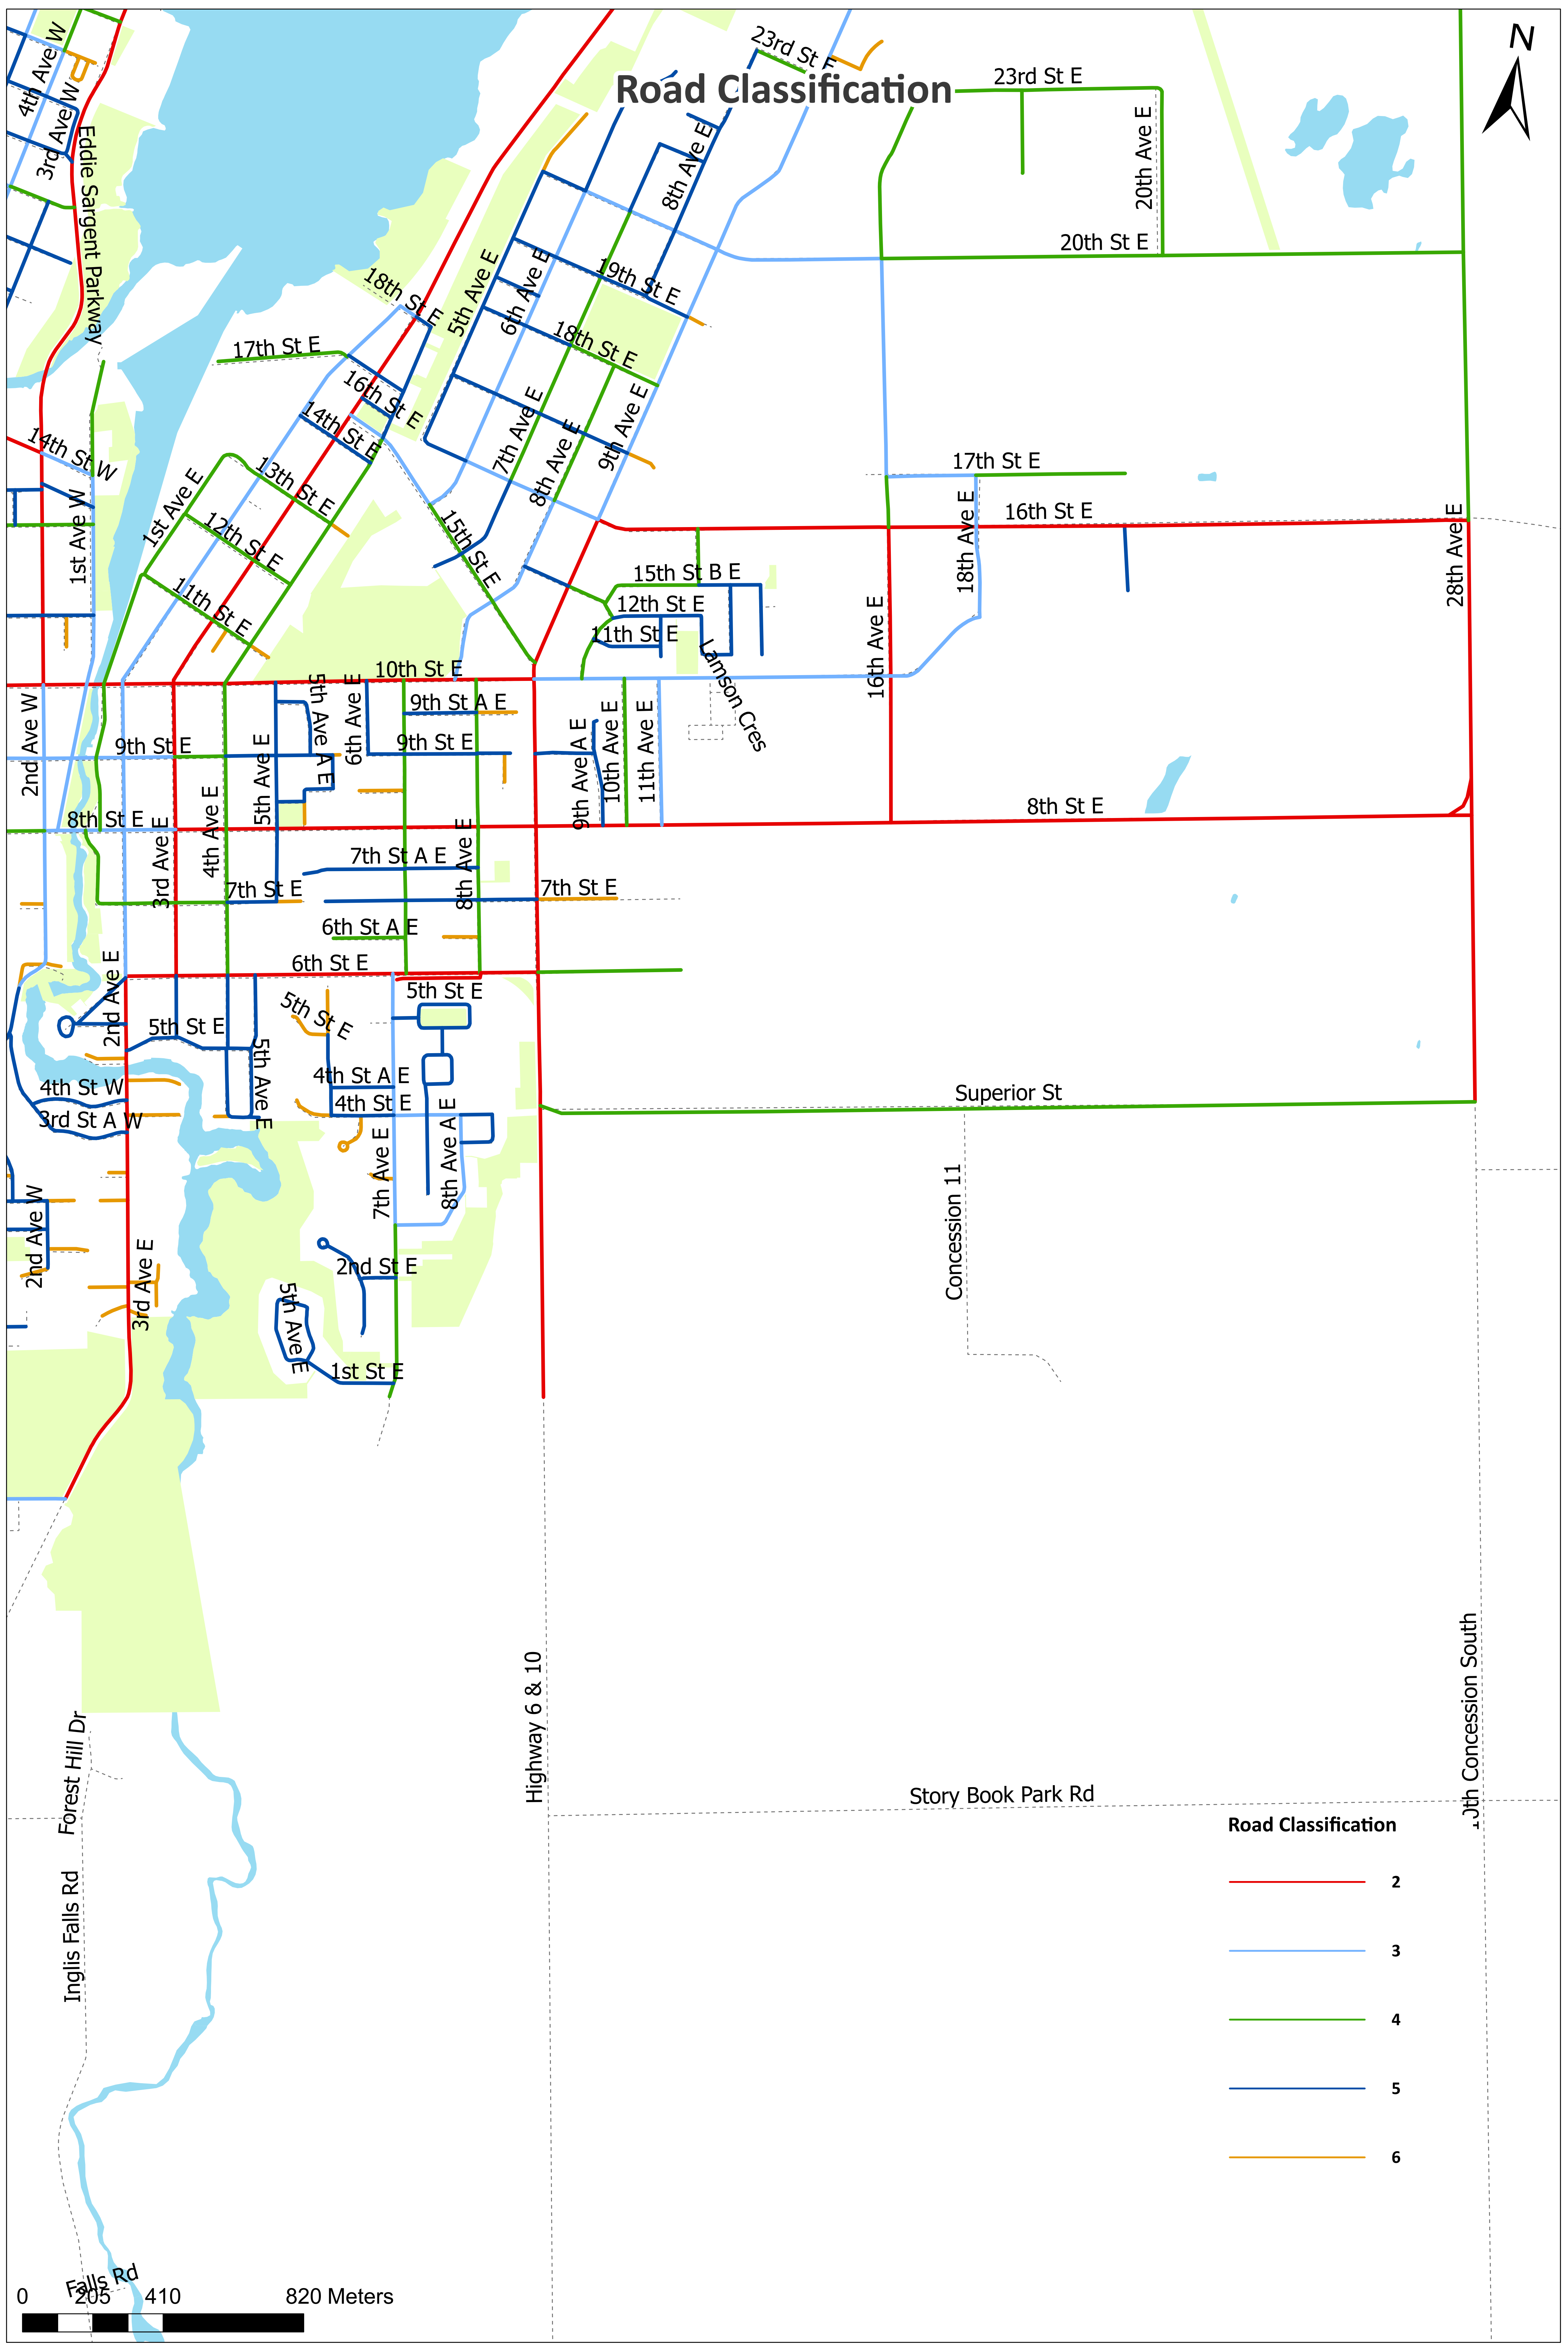 23rd St E
N
Road Classification
23rd St E
4th Ave W
3rd Ave W
Eddie Sargent Parkway
8th Ave E
20th Ave E
20th St E
18th St E
5th Ave E
6th Ave E
19th St E
17th St E
18th St E
16th St E
14th St E
7th Ave E
8th Ave E
9th Ave E
14th St W
13th St E
17th St E
1st Ave E
12th St E
15th St E
16th St E
18th Ave E
28th Ave E
1st Ave W
15th St B E
12th St E
11th St E
11th St E
16th Ave E
Lamson Cres
10th St E
2nd Ave W
5th Ave A E
6th Ave E
9th St A E
9th St E
9th St E
5th Ave E
9th Ave A E
10th Ave E
11th Ave E
4th Ave E
8th St E
8th St E
3rd Ave E
7th St A E
8th Ave E
7th St E
7th St E
6th St A E
6th St E
2nd Ave E
5th St E
5th St E
5th St E
5th Ave E
4th St A E
4th St W
4th St E
3rd St A W
Superior St
7th Ave E
8th Ave A E
Concession 11
2nd Ave W
3rd Ave E
2nd St E
5th Ave E
1st St E
Highway 6 & 10
10th Concession South
Forest Hill Dr
Story Book Park Rd
Inglis Falls Rd
Road Classification
2
3
4
5
6
Falls Rd
0 205 410 820 Meters